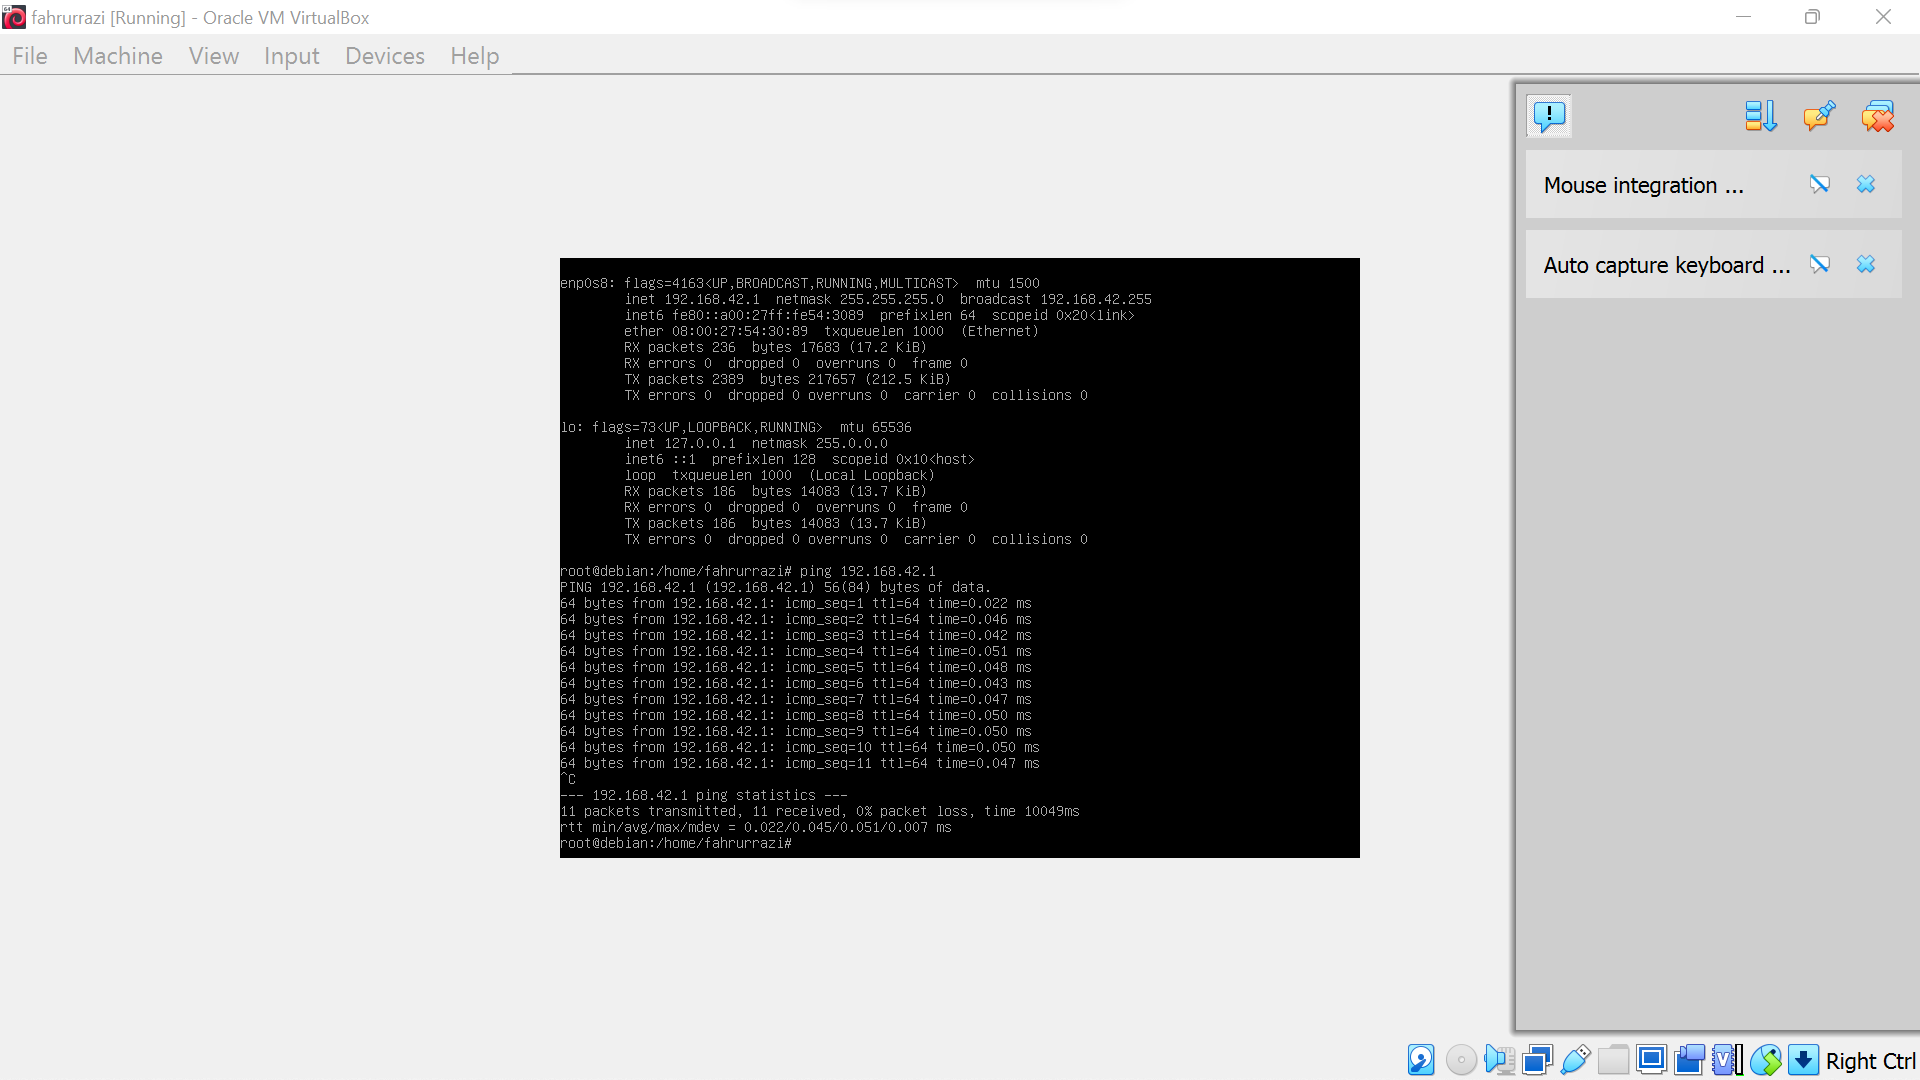 fahrurrazi [Running] - Oracle VM VirtualBox
File Machine View Input Devices Help
Mouse integration ...
Auto capture keyboard ...
enp0s8: flags=4163<UP,BROADCAST,RUNNING,MULTICAST>  mtu 1500
        inet 192.168.42.1  netmask 255.255.255.0  broadcast 192.168.42.255
        inet6 fe80::a00:27ff:fe54:3089  prefixlen 64  scopeid 0x20<link>
        ether 08:00:27:54:30:89  txqueuelen 1000  (Ethernet)
        RX packets 236  bytes 17683 (17.2 KiB)
        RX errors 0  dropped 0  overruns 0  frame 0
        TX packets 2389  bytes 217657 (212.5 KiB)
        TX errors 0  dropped 0 overruns 0  carrier 0  collisions 0
lo: flags=73<UP,LOOPBACK,RUNNING>  mtu 65536
        inet 127.0.0.1  netmask 255.0.0.0
        inet6 ::1  prefixlen 128  scopeid 0x10<host>
        loop  txqueuelen 1000  (Local Loopback)
        RX packets 186  bytes 14083 (13.7 KiB)
        RX errors 0  dropped 0  overruns 0  frame 0
        TX packets 186  bytes 14083 (13.7 KiB)
        TX errors 0  dropped 0 overruns 0  carrier 0  collisions 0
root@debian:/home/fahrurrazi# ping 192.168.42.1
PING 192.168.42.1 (192.168.42.1) 56(84) bytes of data.
64 bytes from 192.168.42.1: icmp_seq=1 ttl=64 time=0.022 ms
64 bytes from 192.168.42.1: icmp_seq=2 ttl=64 time=0.046 ms
64 bytes from 192.168.42.1: icmp_seq=3 ttl=64 time=0.042 ms
64 bytes from 192.168.42.1: icmp_seq=4 ttl=64 time=0.051 ms
64 bytes from 192.168.42.1: icmp_seq=5 ttl=64 time=0.048 ms
64 bytes from 192.168.42.1: icmp_seq=6 ttl=64 time=0.043 ms
64 bytes from 192.168.42.1: icmp_seq=7 ttl=64 time=0.047 ms
64 bytes from 192.168.42.1: icmp_seq=8 ttl=64 time=0.050 ms
64 bytes from 192.168.42.1: icmp_seq=9 ttl=64 time=0.050 ms
64 bytes from 192.168.42.1: icmp_seq=10 ttl=64 time=0.050 ms
64 bytes from 192.168.42.1: icmp_seq=11 ttl=64 time=0.047 ms
^C
--- 192.168.42.1 ping statistics ---
11 packets transmitted, 11 received, 0% packet loss, time 10049ms
rtt min/avg/max/mdev = 0.022/0.045/0.051/0.007 ms
root@debian:/home/fahrurrazi#
Right Ctrl